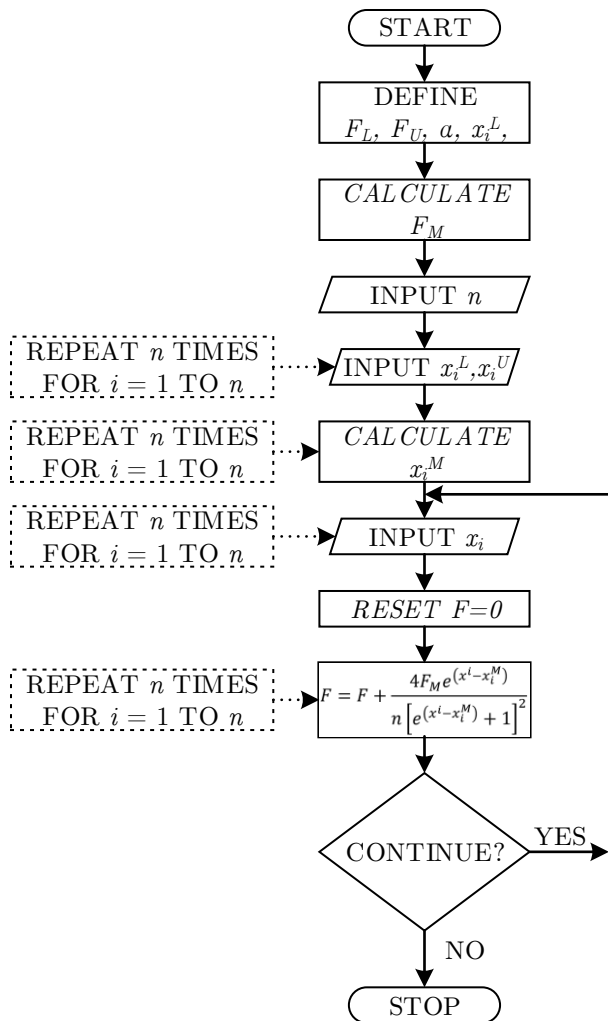 START
DEFINE
F_L, F_U, a, x_i^L,
CALCULATE
F_M
INPUT n
REPEAT n TIMES
FOR i = 1 TO n
INPUT x_i^L,x_i^U
REPEAT n TIMES
FOR i = 1 TO n
CALCULATE
x_i^M
REPEAT n TIMES
FOR i = 1 TO n
INPUT x_i
RESET F=0
REPEAT n TIMES
FOR i = 1 TO n
F = F + \frac{4F_M e^{(x^i-x_i^M)}}{n[e^{(x^i-x_i^M)}+1]^2}
CONTINUE?
YES
NO
STOP